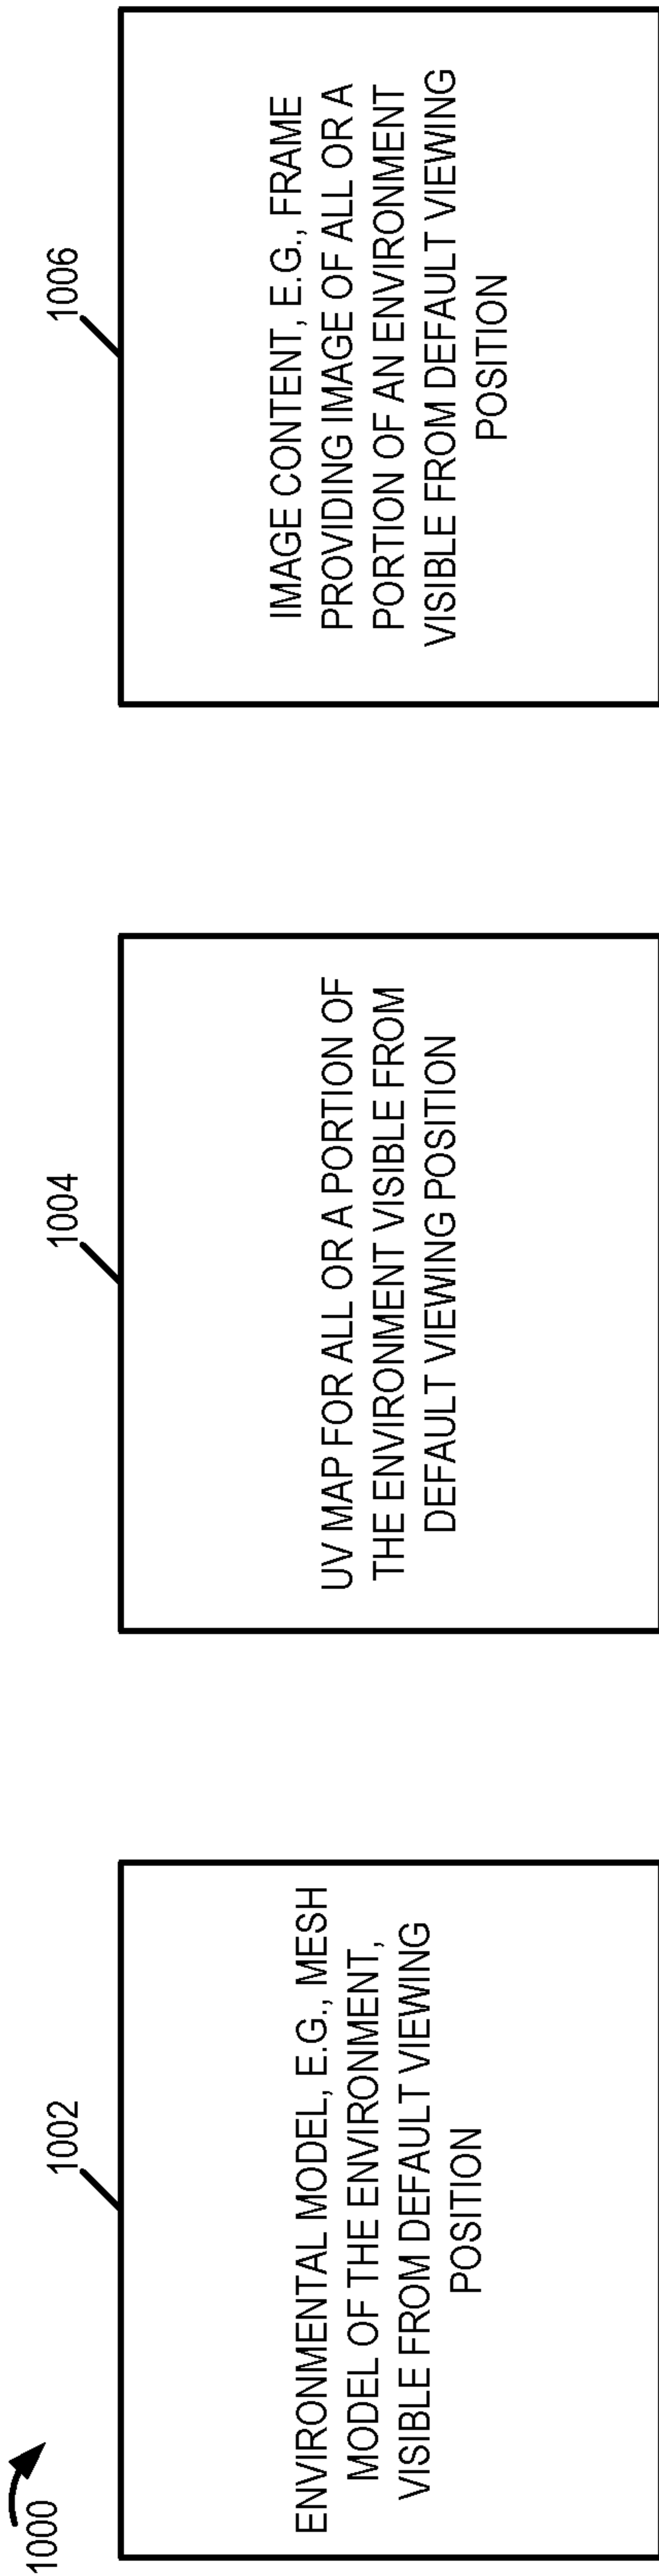 1000
1002
ENVIRONMENTAL MODEL, E.G., MESH
MODEL OF THE ENVIRONMENT,
VISIBLE FROM DEFAULT VIEWING
POSITION
1004
UV MAP FOR ALL OR A PORTION OF
THE ENVIRONMENT VISIBLE FROM
DEFAULT VIEWING POSITION
1006
IMAGE CONTENT, E.G., FRAME
PROVIDING IMAGE OF ALL OR A
PORTION OF AN ENVIRONMENT
VISIBLE FROM DEFAULT VIEWING
POSITION